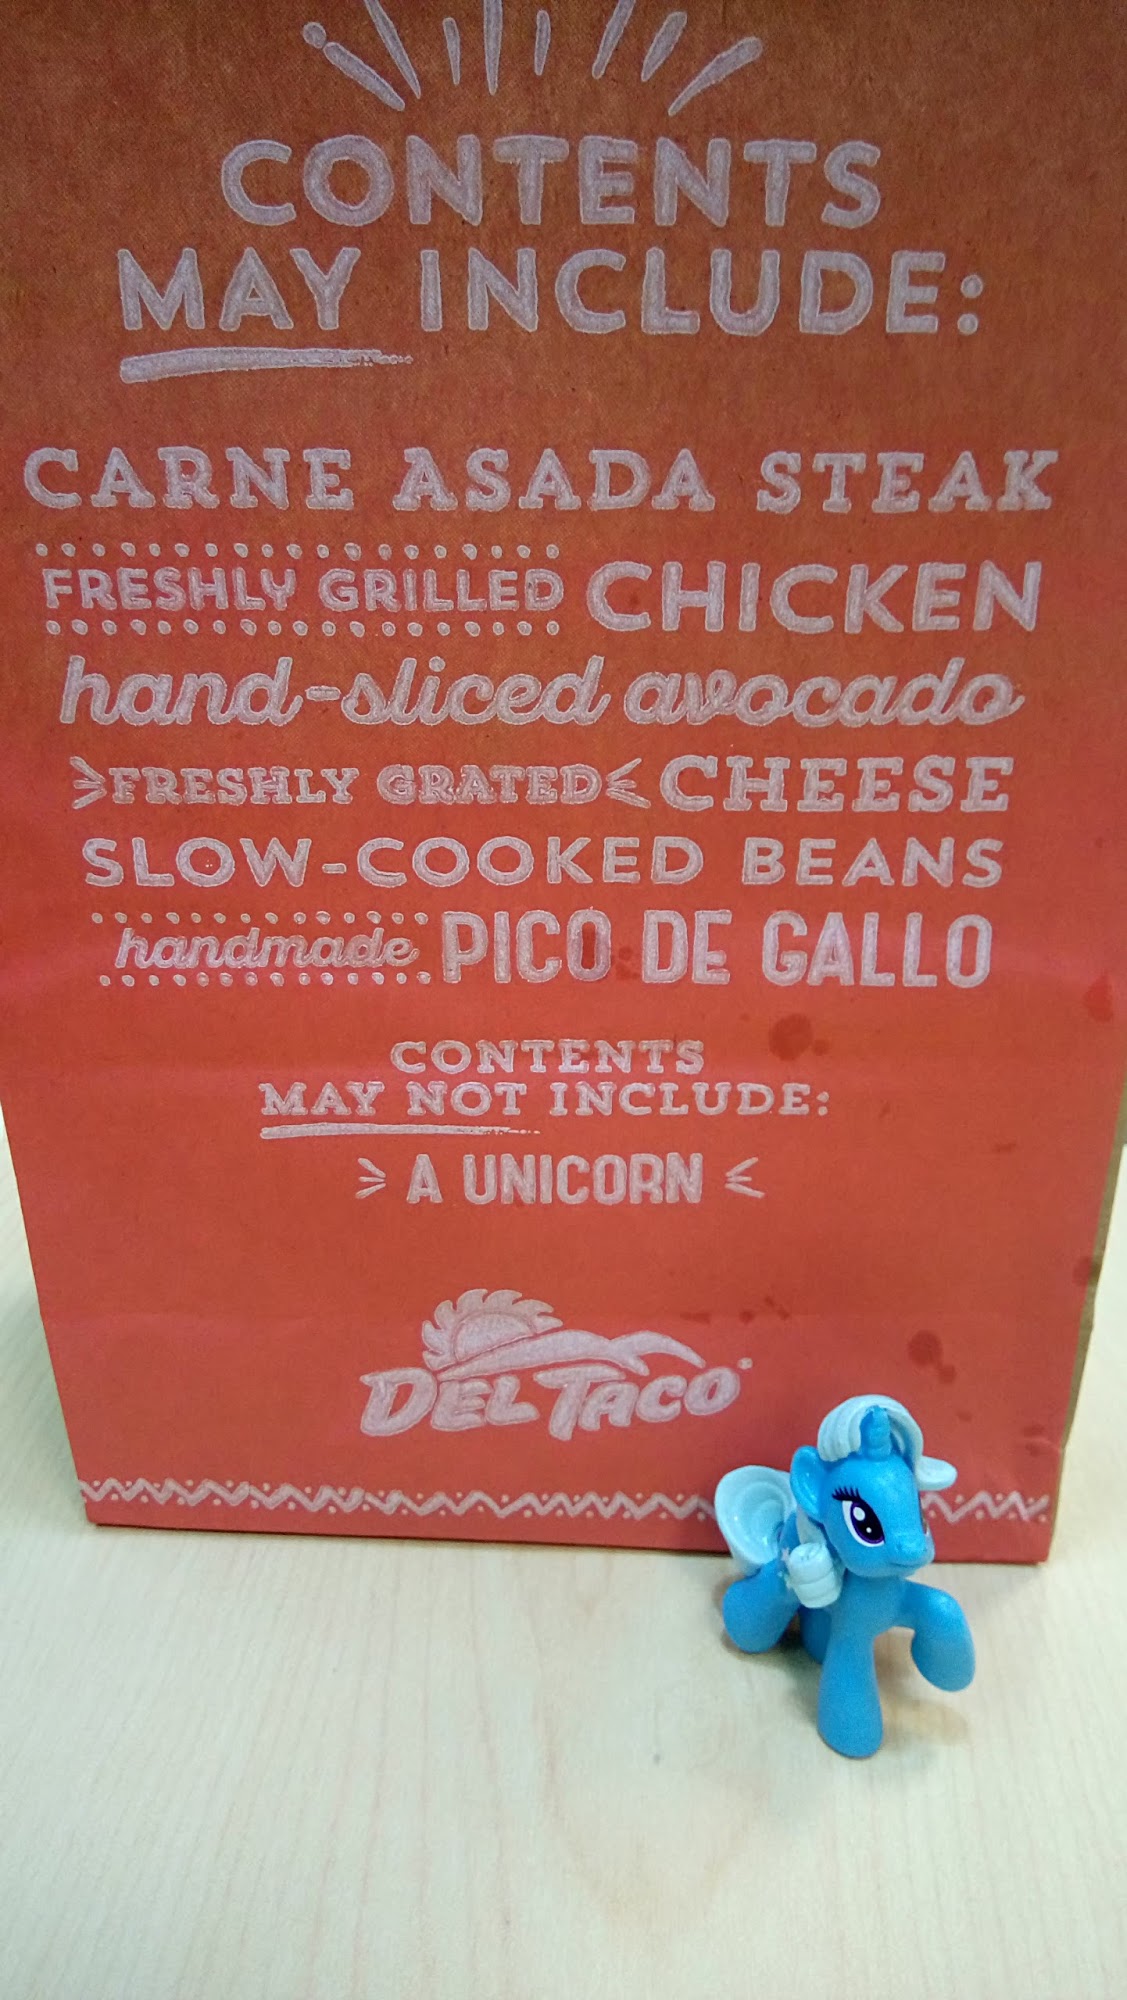 CONTENTS
MAY INCLUDE:
CARNE ASADA STEAK
FRESHLY GRILLED CHICKEN
hand-sliced avocado
FRESHLY GRATED CHEESE
SLOW-COOKED BEANS
handmade PICO DE GALLO
CONTENTS
MAY NOT INCLUDE:
A UNICORN
DEL TACO